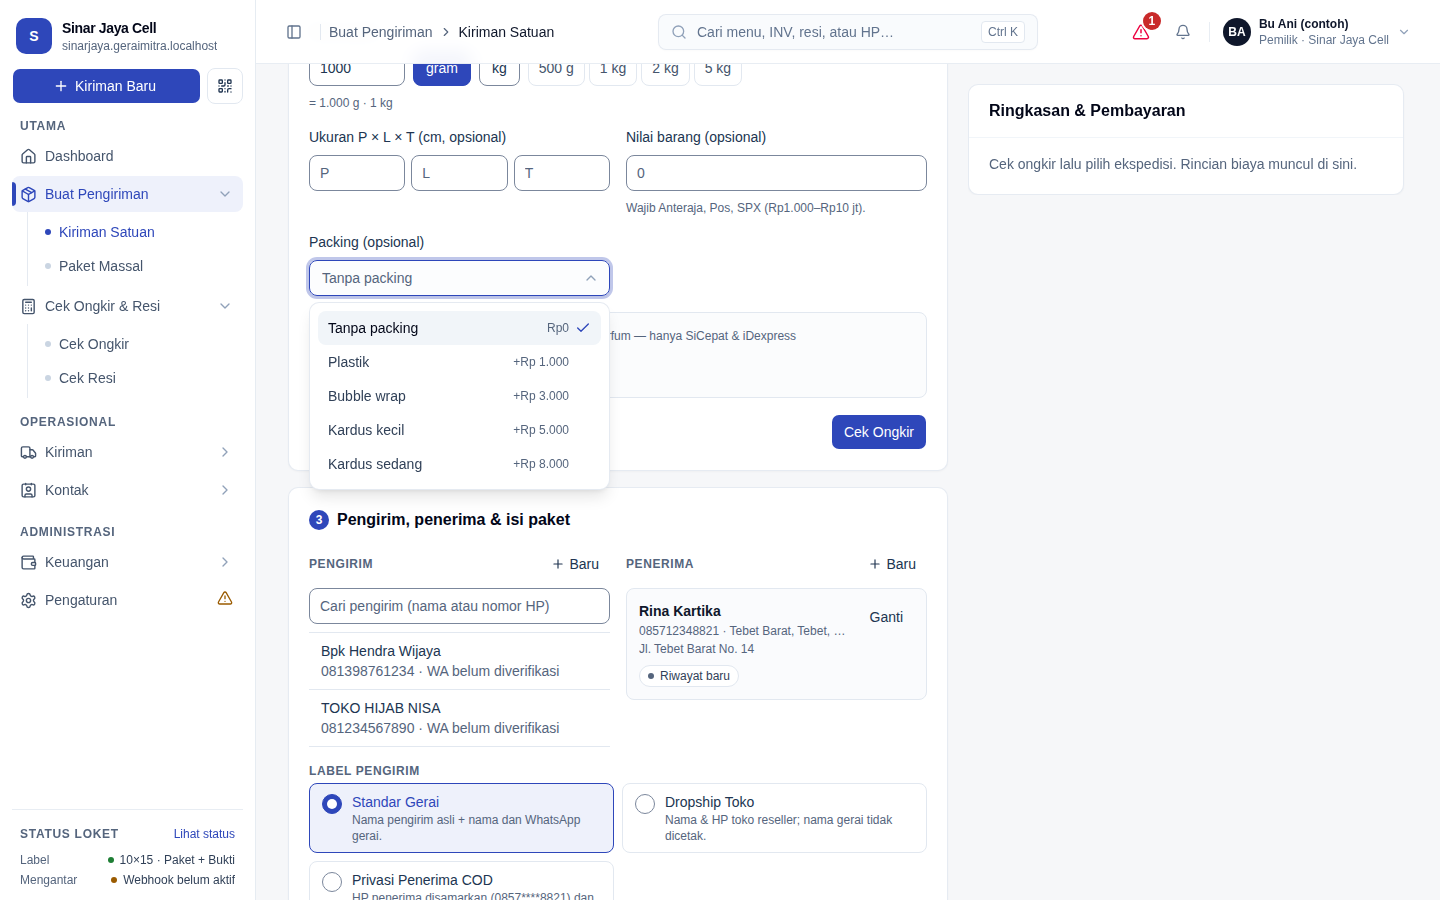 S
Sinar Jaya Cell
sinarjaya.geraimitra.localhost
Kiriman Baru
UTAMA
Dashboard
Buat Pengiriman
Kiriman Satuan
Paket Massal
Cek Ongkir & Resi
Cek Ongkir
Cek Resi
OPERASIONAL
Kiriman
Kontak
ADMINISTRASI
Keuangan
Pengaturan
STATUS LOKET Lihat status
Label 10×15 · Paket + Bukti
Mengantar Webhook belum aktif
Buat Pengiriman > Kiriman Satuan
Cari menu, INV, resi, atau HP… Ctrl K
1
BA
Bu Ani (contoh)
Pemilik · Sinar Jaya Cell
1000 gram kg 500 g 1 kg 2 kg 5 kg
= 1.000 g · 1 kg
Ukuran P × L × T (cm, opsional) Nilai barang (opsional)
P L T 0
Wajib Anteraja, Pos, SPX (Rp1.000–Rp10 jt).
Packing (opsional)
Tanpa packing
Tanpa packing Rp0
Plastik +Rp 1.000
Bubble wrap +Rp 3.000
Kardus kecil +Rp 5.000
Kardus sedang +Rp 8.000
fum — hanya SiCepat & iDexpress
Cek Ongkir
3 Pengirim, penerima & isi paket
PENGIRIM + Baru
Cari pengirim (nama atau nomor HP)
Bpk Hendra Wijaya
081398761234 · WA belum diverifikasi
TOKO HIJAB NISA
081234567890 · WA belum diverifikasi
PENERIMA + Baru
Rina Kartika
085712348821 · Tebet Barat, Tebet, …
Jl. Tebet Barat No. 14
Riwayat baru
Ganti
LABEL PENGIRIM
Standar Gerai
Nama pengirim asli + nama dan WhatsApp
gerai.
Dropship Toko
Nama & HP toko reseller; nama gerai tidak
dicetak.
Privasi Penerima COD
HP penerima disamarkan (0857****8821) dan
Ringkasan & Pembayaran
Cek ongkir lalu pilih ekspedisi. Rincian biaya muncul di sini.